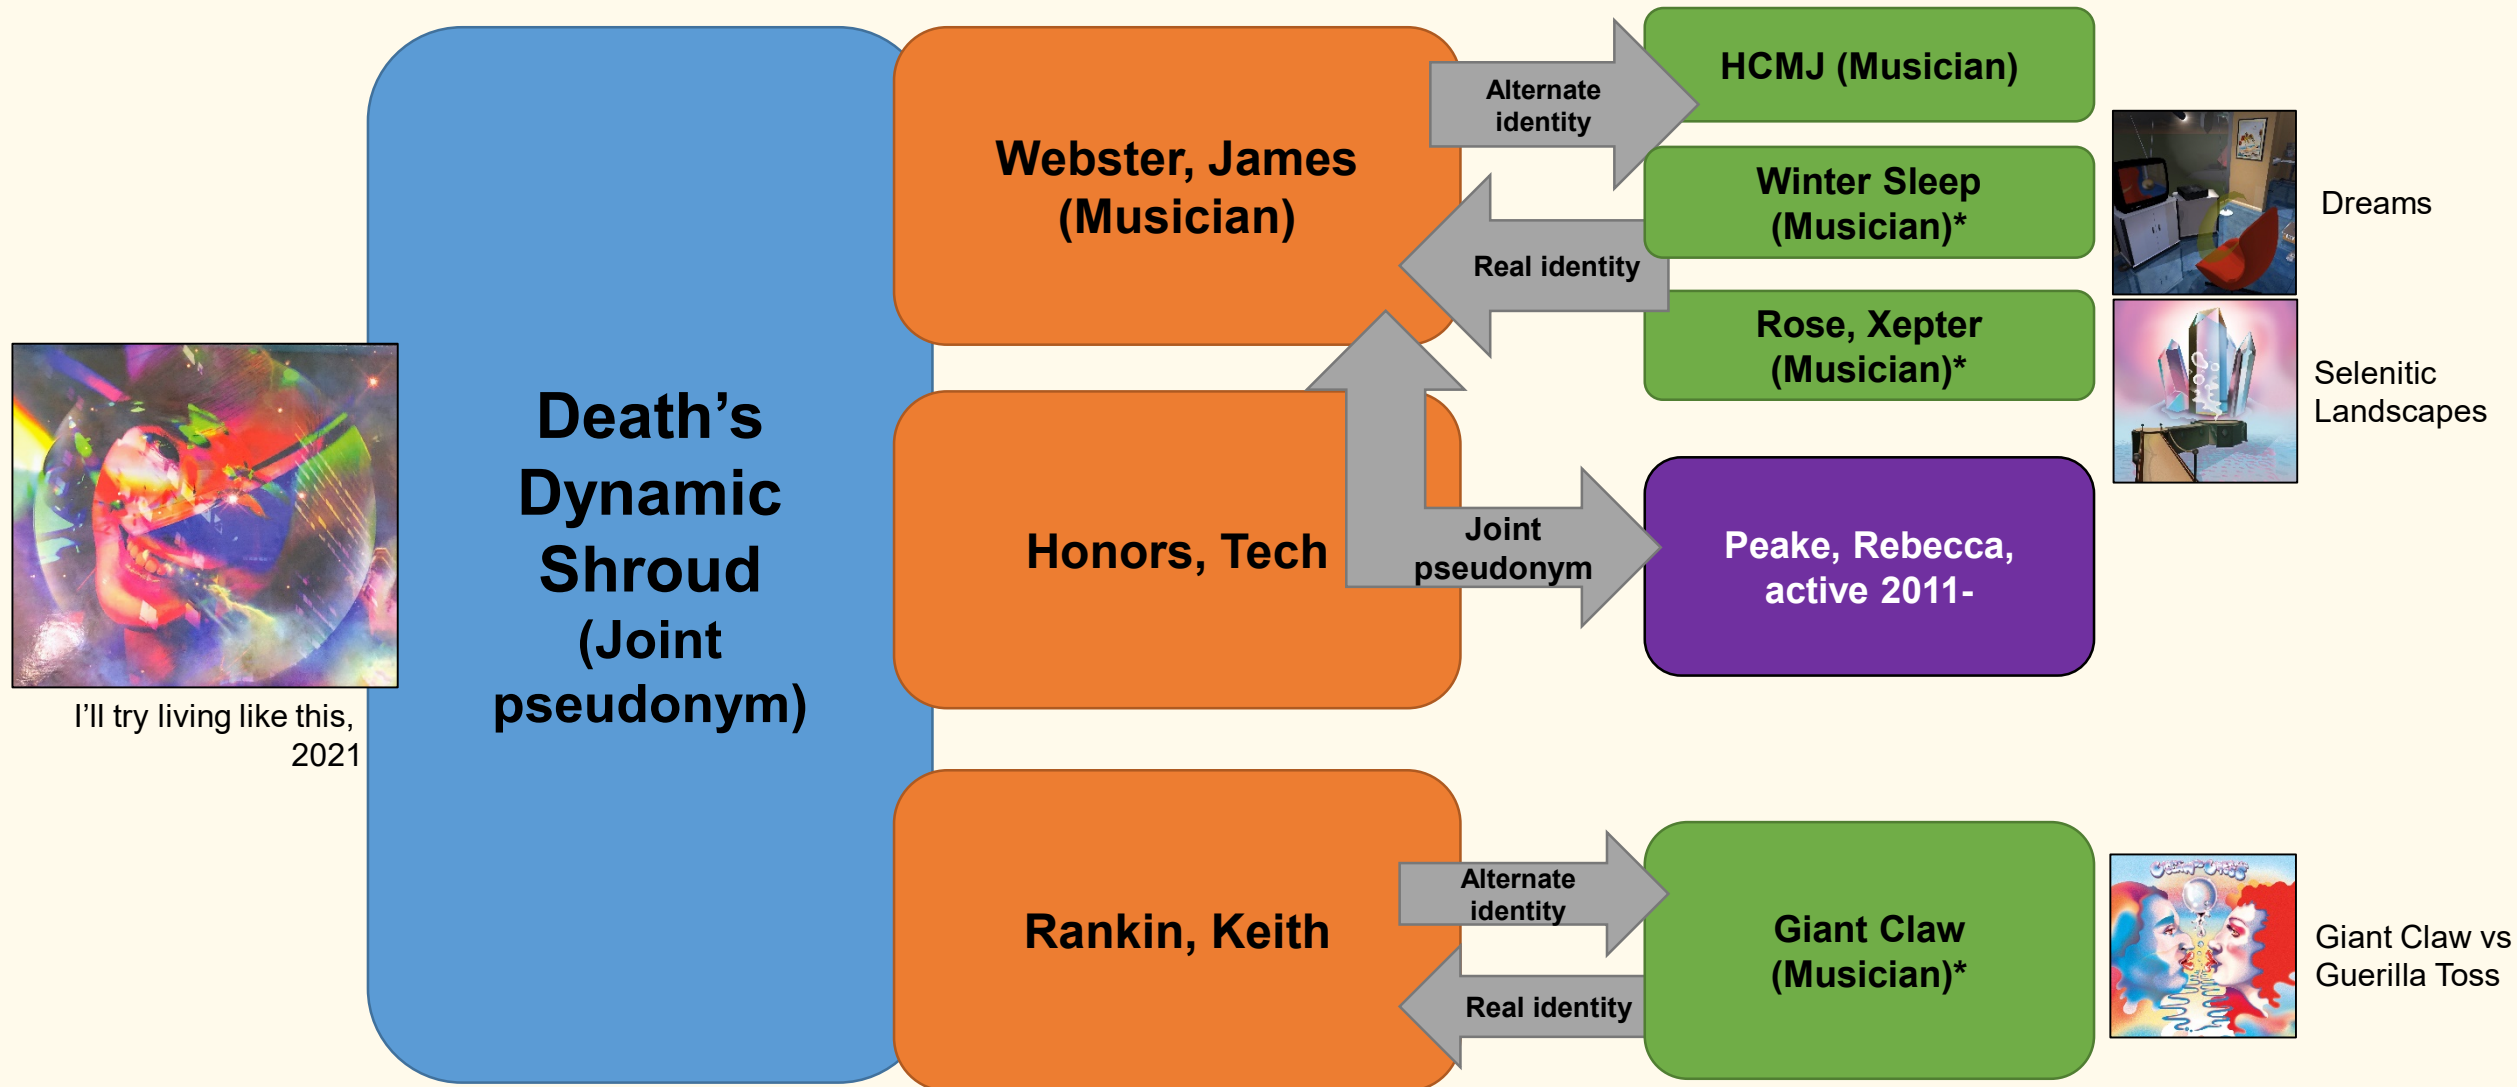 Death’s
Dynamic
Shroud
(Joint
pseudonym)
I’ll try living like this,
2021
Webster, James
(Musician)
Honors, Tech
Rankin, Keith
Alternate
identity
Real identity
Joint
pseudonym
Alternate
identity
Real identity
HCMJ (Musician)
Winter Sleep
(Musician)*
Rose, Xepter
(Musician)*
Peake, Rebecca,
active 2011-
Giant Claw
(Musician)*
Dreams
Selenitic
Landscapes
Giant Claw vs
Guerilla Toss